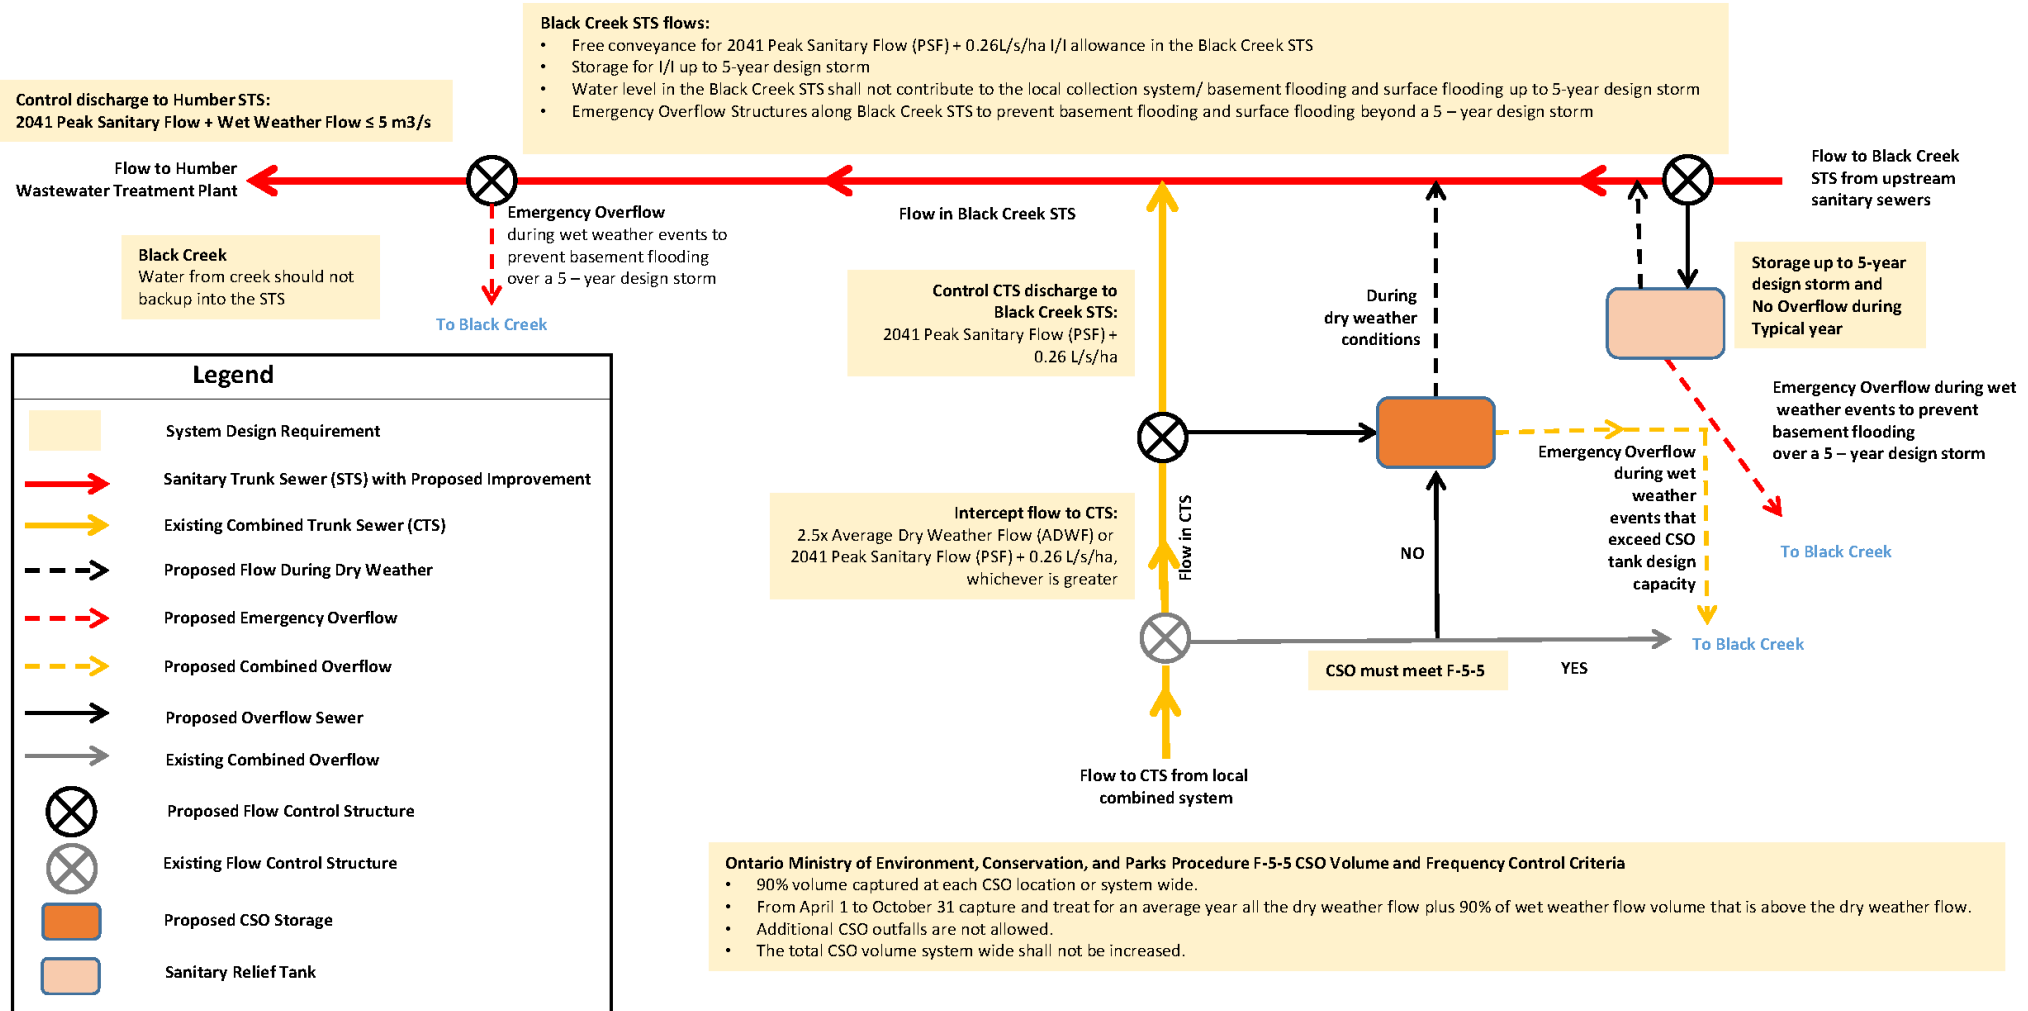 Black Creek STS flows:
• Free conveyance for 2041 Peak Sanitary Flow (PSF) + 0.26L/s/ha I/I allowance in the Black Creek STS
• Storage for I/I up to 5-year design storm
• Water level in the Black Creek STS shall not contribute to the local collection system/ basement flooding and surface flooding up to 5-year design storm
• Emergency Overflow Structures along Black Creek STS to prevent basement flooding and surface flooding beyond a 5 – year design storm
Control discharge to Humber STS:
2041 Peak Sanitary Flow + Wet Weather Flow ≤ 5 m3/s
Flow to Humber
Wastewater Treatment Plant
Flow to Black Creek
STS from upstream
sanitary sewers
Emergency Overflow
during wet weather events to
prevent basement flooding
over a 5 – year design storm
To Black Creek
Flow in Black Creek STS
Black Creek
Water from creek should not
backup into the STS
Storage up to 5-year
design storm and
No Overflow during
Typical year
Control CTS discharge to
Black Creek STS:
2041 Peak Sanitary Flow (PSF) +
0.26 L/s/ha
During
dry weather
conditions
Emergency Overflow during wet
weather events to prevent
basement flooding
over a 5 – year design storm
To Black Creek
Emergency Overflow
during wet
weather
events that
exceed CSO
tank design
capacity
To Black Creek
Intercept flow to CTS:
2.5x Average Dry Weather Flow (ADWF) or
2041 Peak Sanitary Flow (PSF) + 0.26 L/s/ha,
whichever is greater
Flow in CTS
NO
CSO must meet F-5-5
YES
Flow to CTS from local
combined system
Legend
System Design Requirement
Sanitary Trunk Sewer (STS) with Proposed Improvement
Existing Combined Trunk Sewer (CTS)
Proposed Flow During Dry Weather
Proposed Emergency Overflow
Proposed Combined Overflow
Proposed Overflow Sewer
Existing Combined Overflow
Proposed Flow Control Structure
Existing Flow Control Structure
Proposed CSO Storage
Sanitary Relief Tank
Ontario Ministry of Environment, Conservation, and Parks Procedure F-5-5 CSO Volume and Frequency Control Criteria
• 90% volume captured at each CSO location or system wide.
• From April 1 to October 31 capture and treat for an average year all the dry weather flow plus 90% of wet weather flow volume that is above the dry weather flow.
• Additional CSO outfalls are not allowed.
• The total CSO volume system wide shall not be increased.